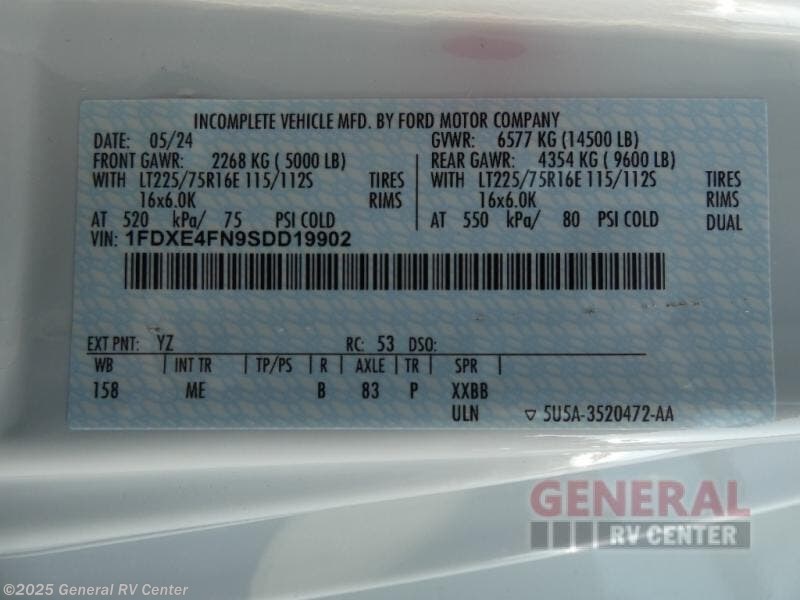 INCOMPLETE VEHICLE MFD. BY FORD MOTOR COMPANY
DATE: 05/24 GVWR: 6577 KG (14500 LB)
FRONT GAWR: 2268 KG ( 5000 LB) REAR GAWR: 4354 KG ( 9600 LB)
WITH LT225/75R16E 115/112S TIRES WITH LT225/75R16E 115/112S TIRES
16x6.0K RIMS 16x6.0K RIMS
AT 520 kPa/ 75 PSI COLD AT 550 kPa/ 80 PSI COLD DUAL
VIN: 1FDXE4FN9SDD19902
EXT PNT: YZ RC: 53 DSO:
WB INT TR TP/PS R AXLE TR SPR
158 ME B 83 P XXBB
ULN ▽ 5U5A-3520472-AA
GENERAL
RV CENTER
©2025 General RV Center